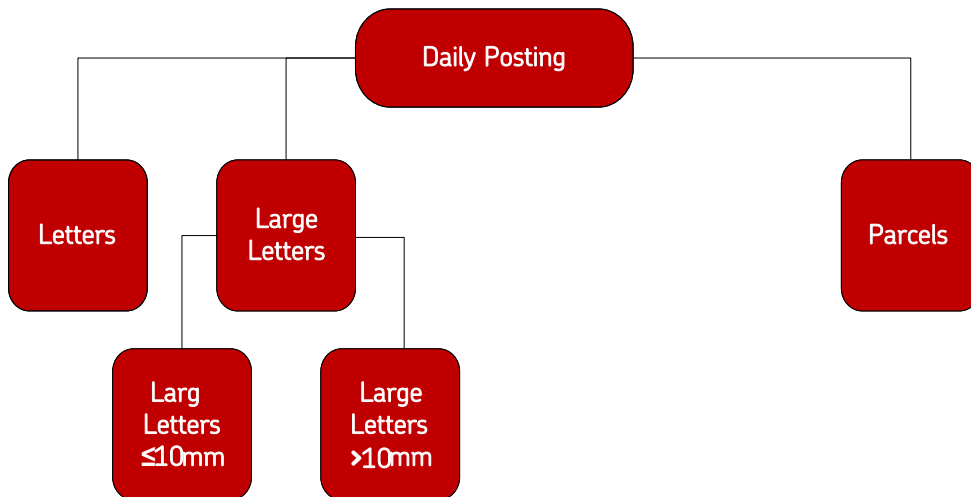 Daily Posting
Letters
Large
Letters
Parcels
Larg
Letters
≤10mm
Large
Letters
>10mm